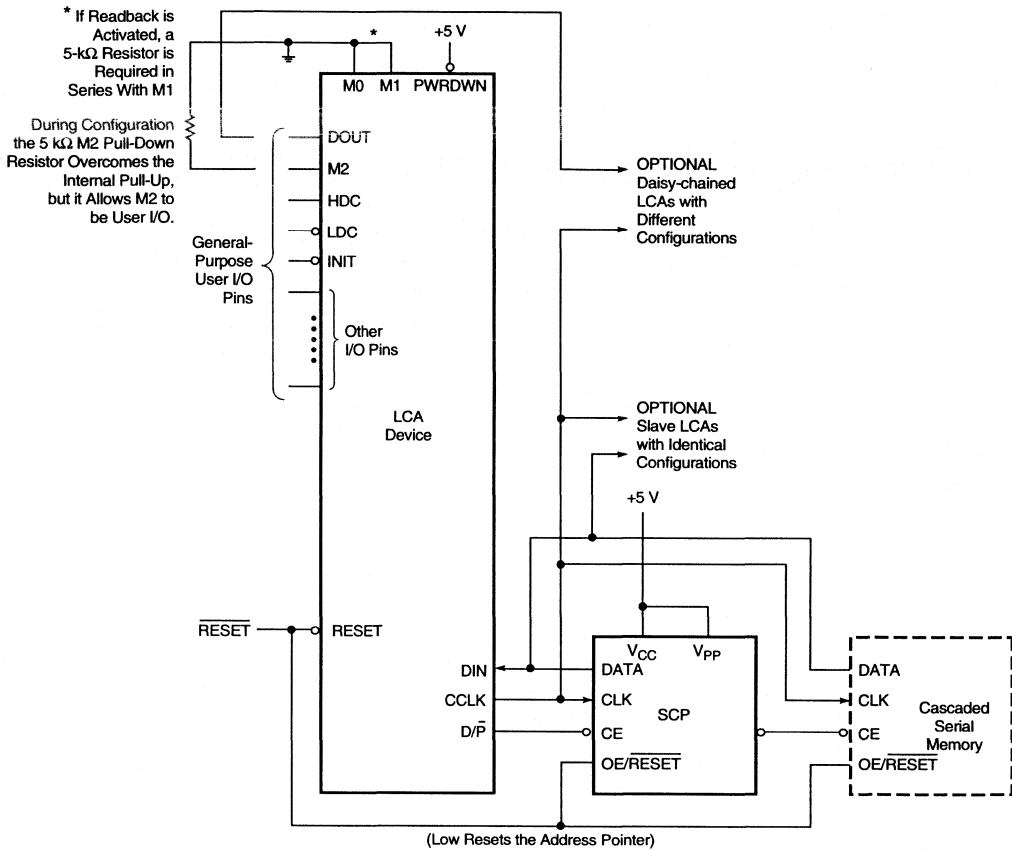 * If Readback is
Activated, a
5-kΩ Resistor is
Required in
Series With M1
+5 V
*
M0 M1 PWRDWN
During Configuration
the 5 kΩ M2 Pull-Down
Resistor Overcomes the
Internal Pull-Up,
but it Allows M2 to
be User I/O.
DOUT
M2
HDC
LDC
INIT
General-
Purpose
User I/O
Pins
Other
I/O Pins
OPTIONAL
Daisy-chained
LCAs with
Different
Configurations
LCA
Device
OPTIONAL
Slave LCAs
with Identical
Configurations
+5 V
RESET
RESET
DIN
CCLK
D/P
VCC VPP
DATA
CLK
SCP
CE
OE/RESET
DATA
CLK
Cascaded
Serial
Memory
CE
OE/RESET
(Low Resets the Address Pointer)